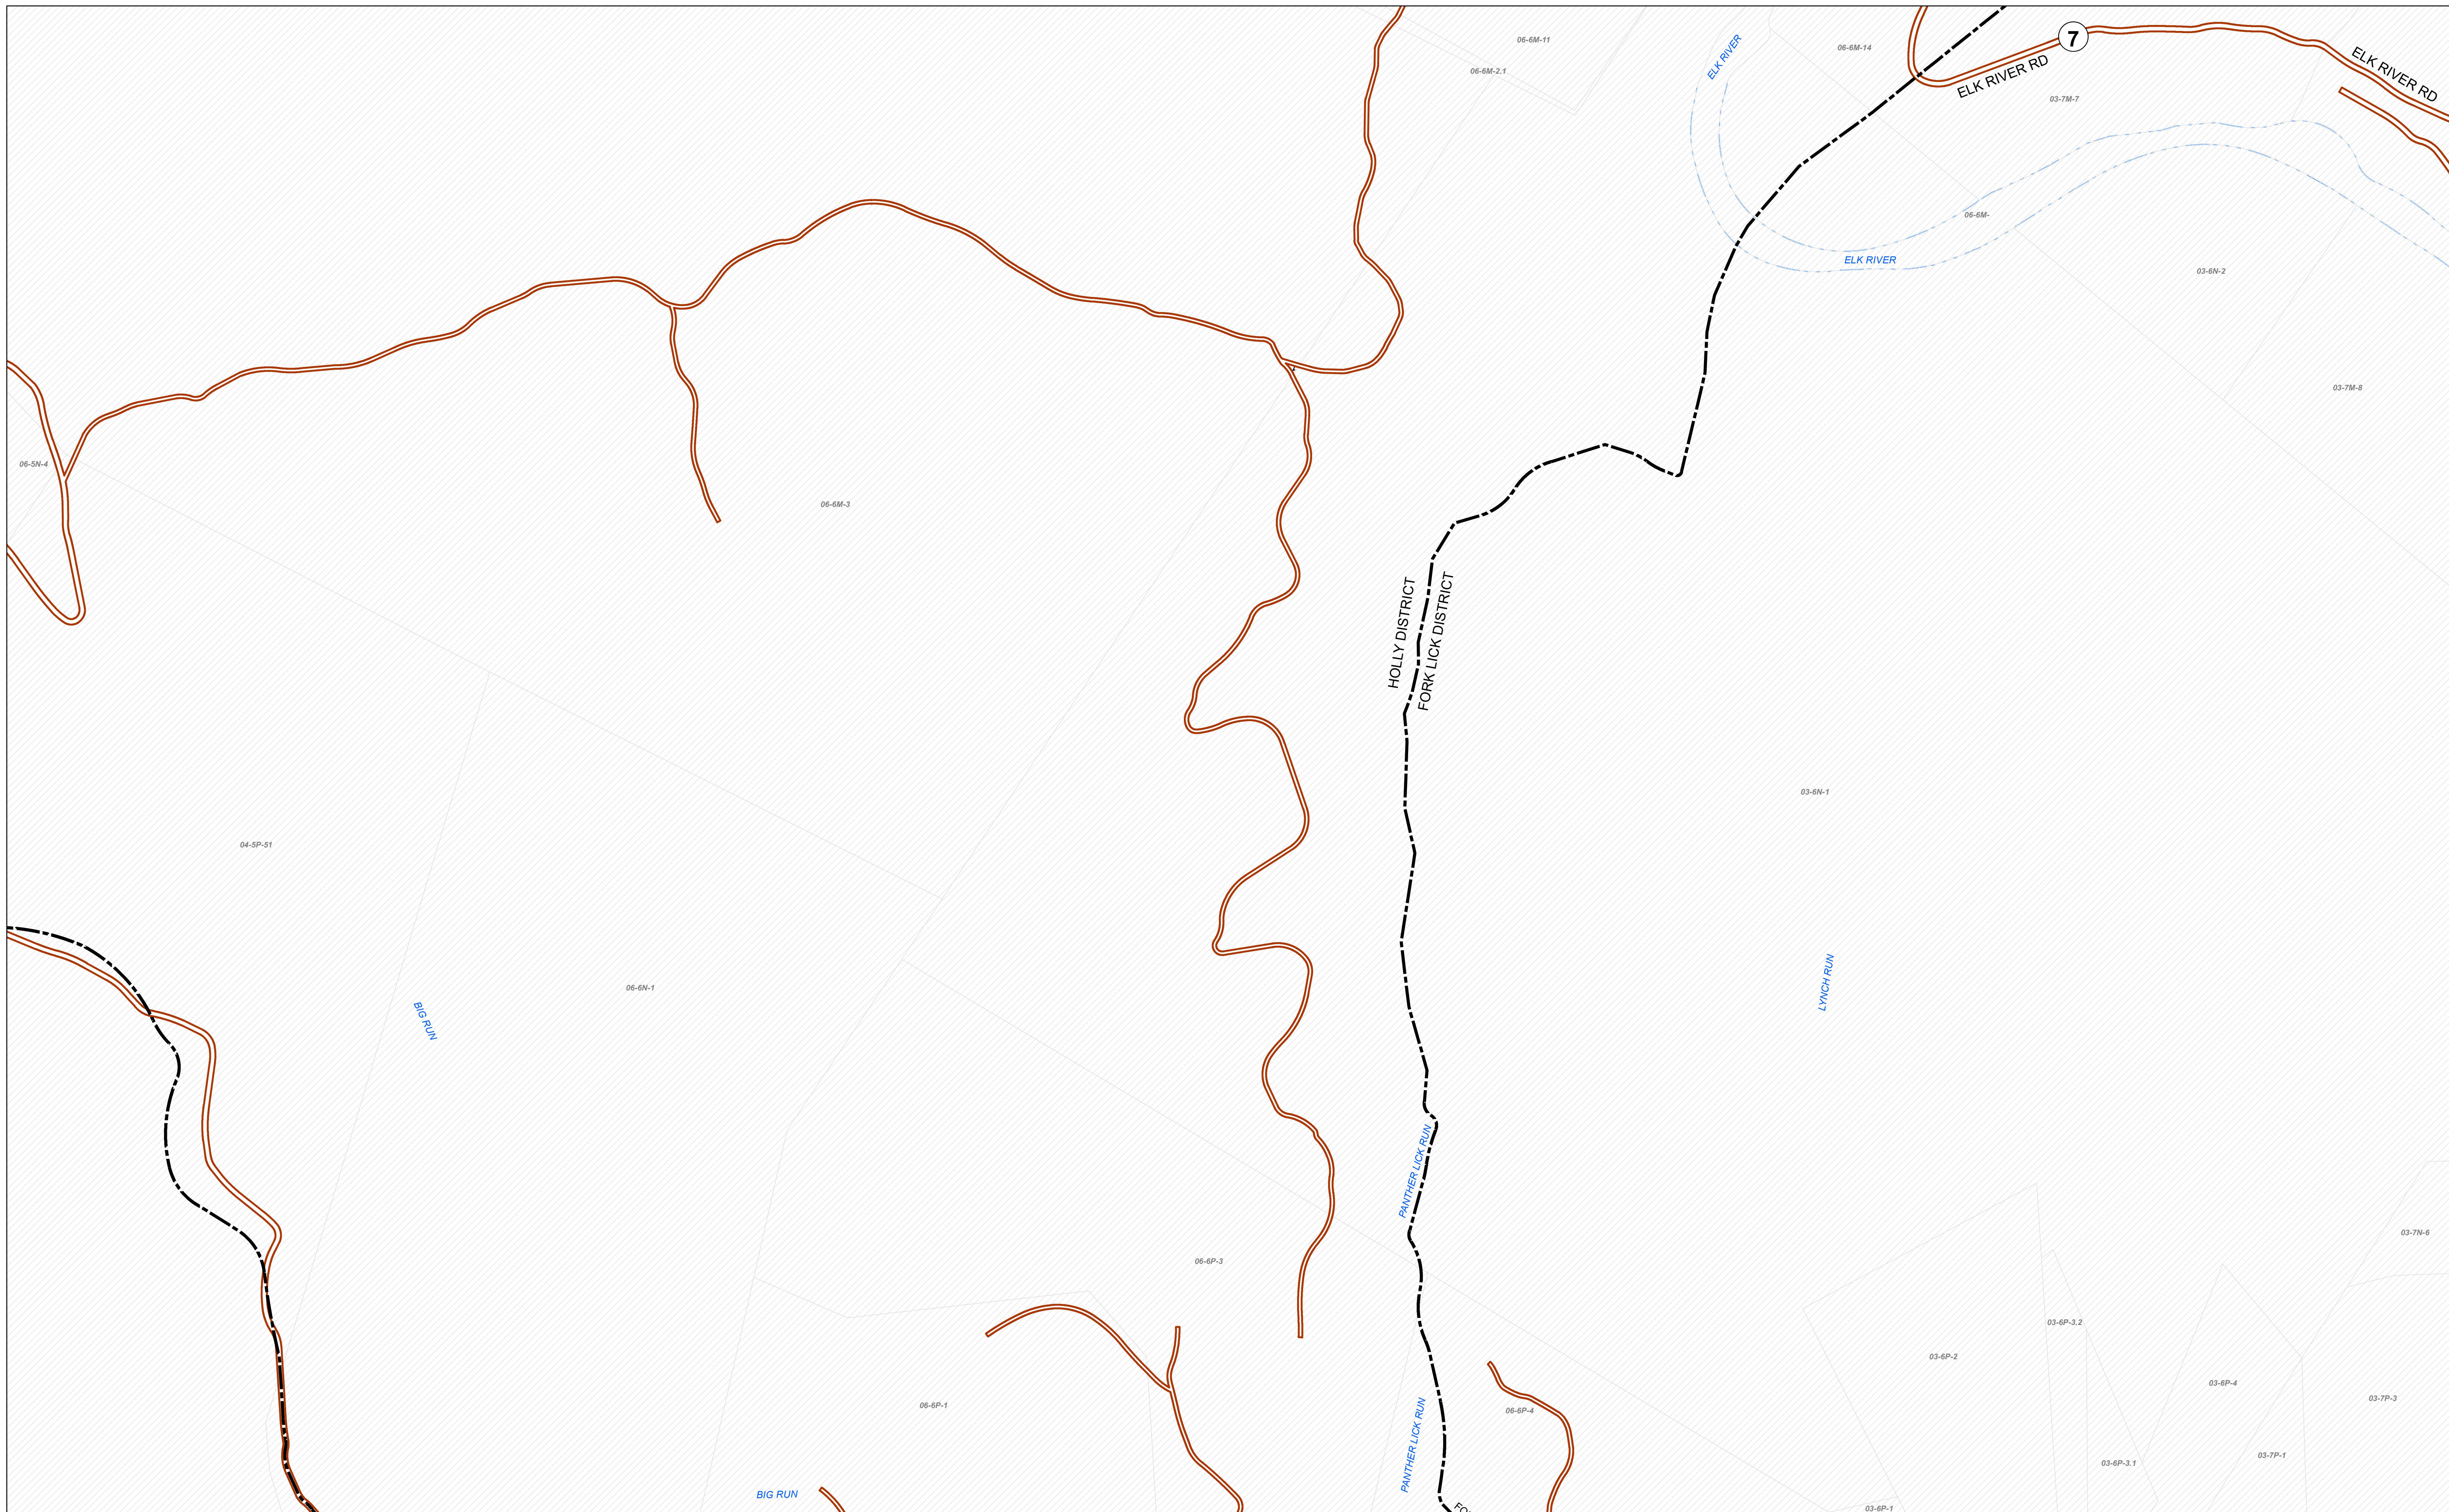 06-6M-11
7
ELK RIVER
06-6M-14
ELK RIVER RD
ELK RIVER RD
06-6M-2.1
03-7M-7
06-6M-
ELK RIVER
03-6N-2
03-7M-8
06-5N-4
06-6M-3
HOLLY DISTRICT
FORK LICK DISTRICT
03-6N-1
04-5P-51
06-6N-1
LYNCH RUN
BIG RUN
PANTHER LICK RUN
03-7N-6
06-6P-3
03-6P-3.2
03-6P-2
03-6P-4
03-7P-3
06-6P-1
06-6P-4
PANTHER LICK RUN
03-7P-1
03-6P-3.1
BIG RUN
03-6P-1